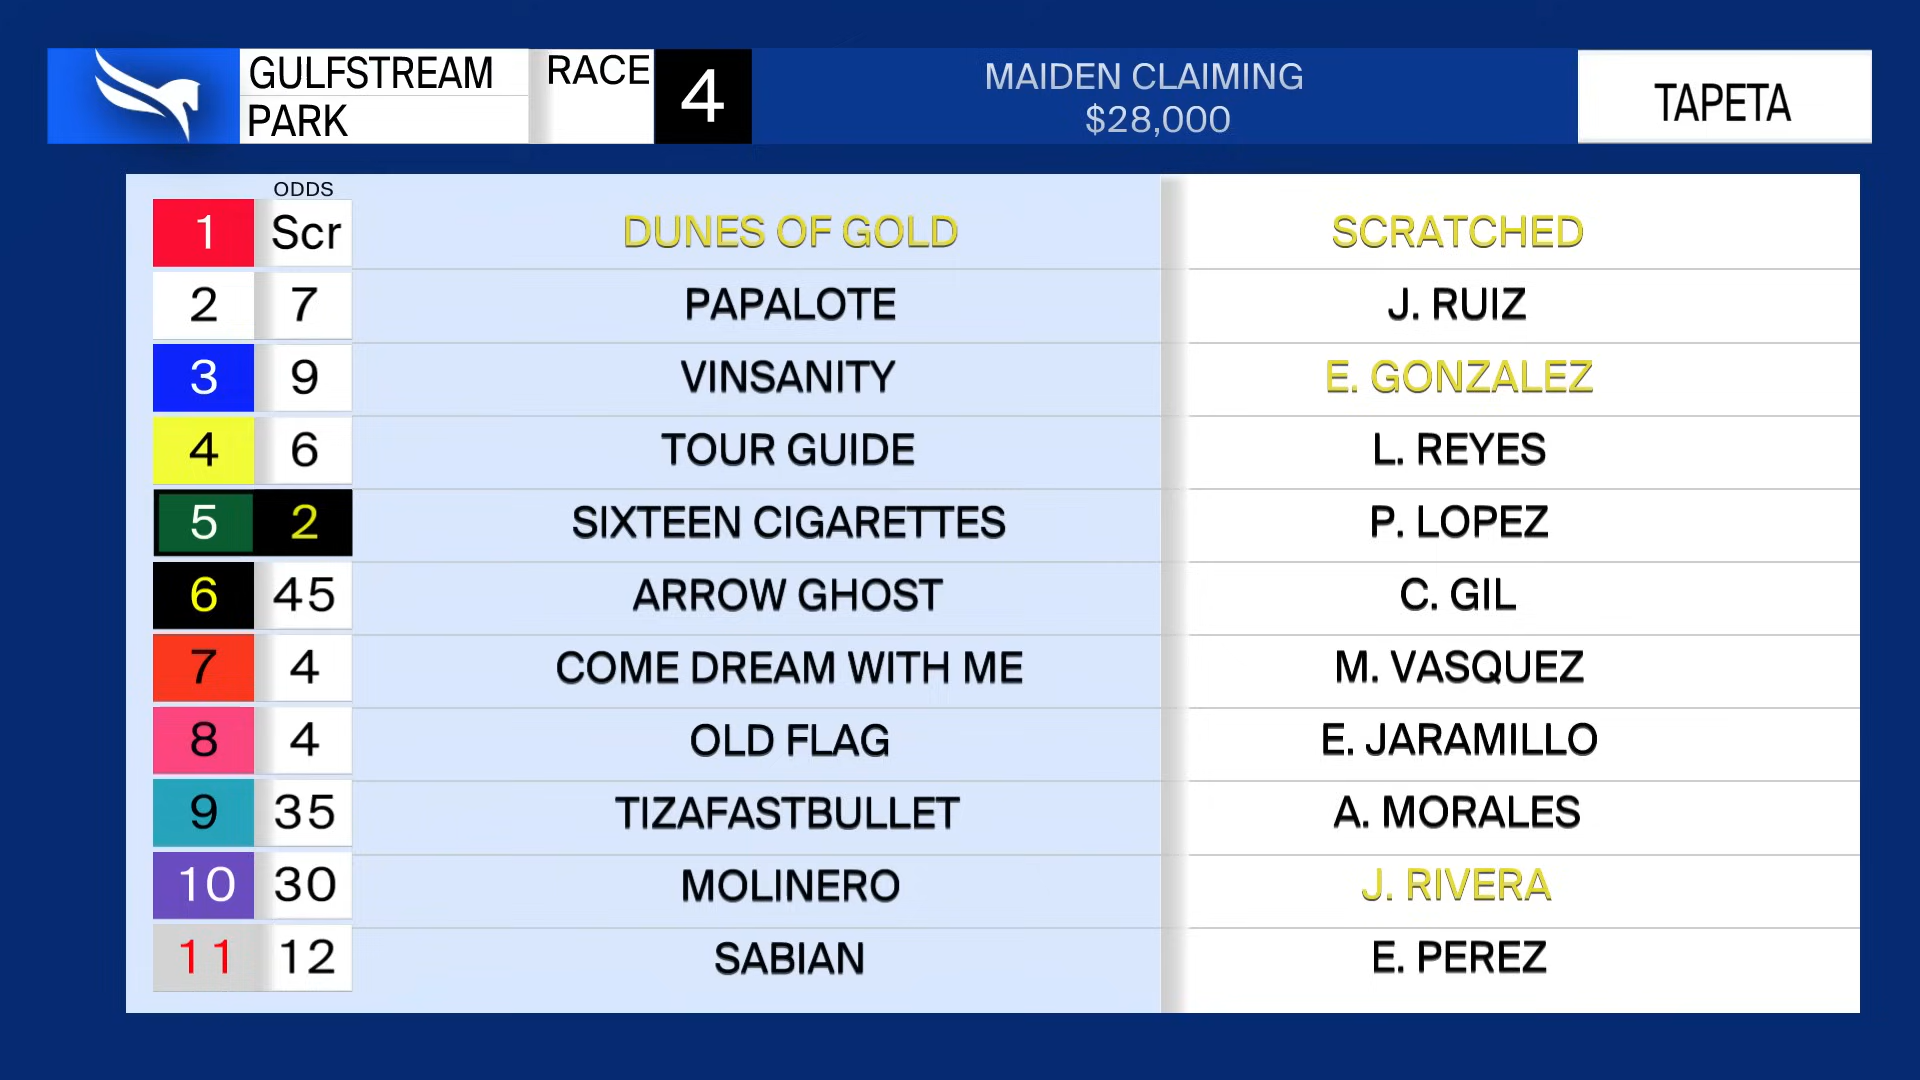 GULFSTREAM
PARK
RACE
4
MAIDEN CLAIMING
$28,000
TAPETA
ODDS
1 Scr DUNES OF GOLD SCRATCHED
2 7 PAPALOTE J. RUIZ
3 9 VINSANITY E. GONZALEZ
4 6 TOUR GUIDE L. REYES
5 2 SIXTEEN CIGARETTES P. LOPEZ
6 45 ARROW GHOST C. GIL
7 4 COME DREAM WITH ME M. VASQUEZ
8 4 OLD FLAG E. JARAMILLO
9 35 TIZAFASTBULLET A. MORALES
10 30 MOLINERO J. RIVERA
11 12 SABIAN E. PEREZ